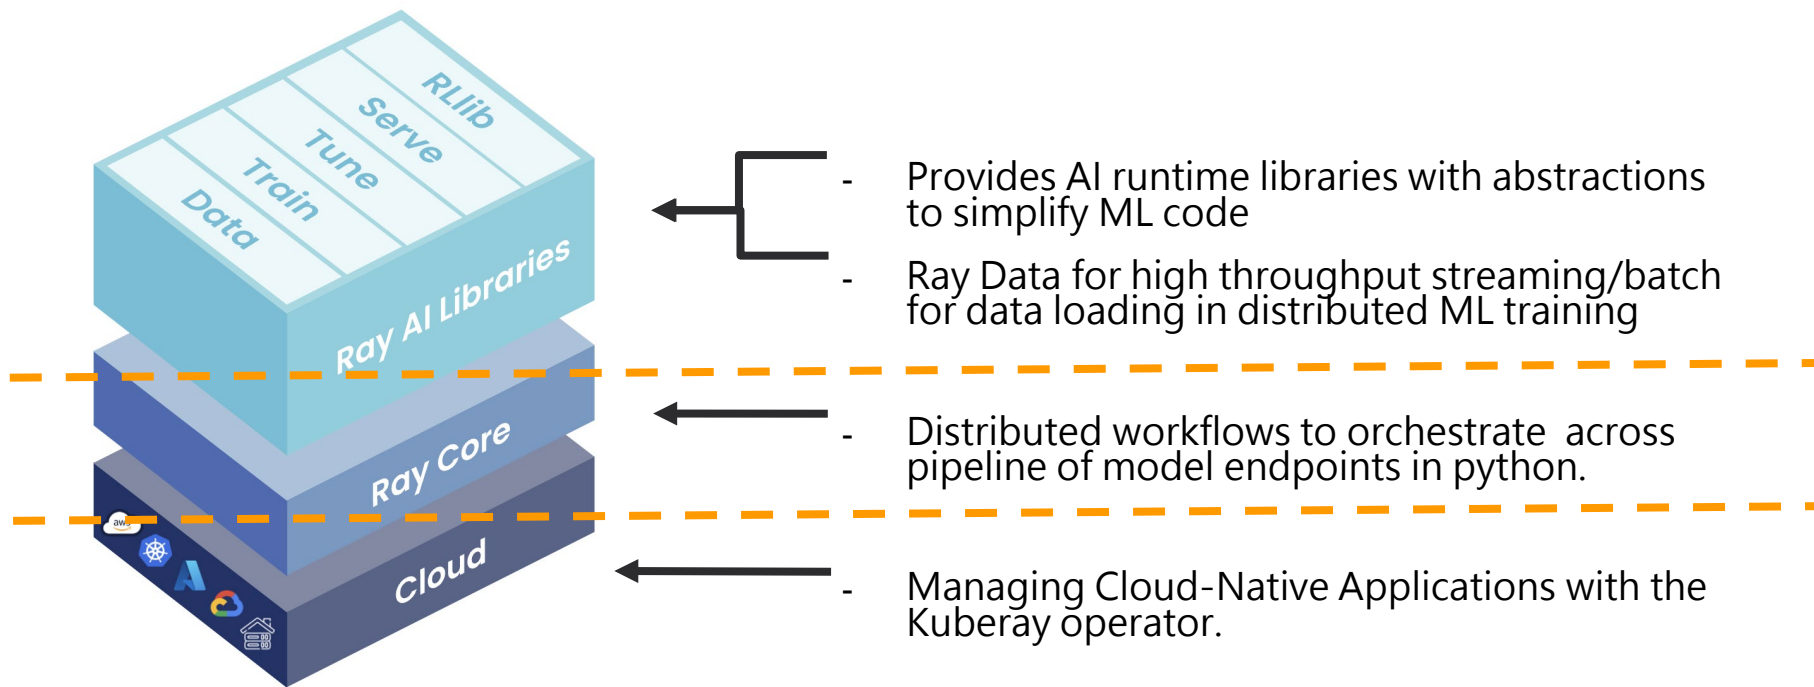 RLlib
Serve
Tune
Train
Data
Ray AI Libraries
Ray Core
Cloud
aws
- Provides AI runtime libraries with abstractions
to simplify ML code
- Ray Data for high throughput streaming/batch
for data loading in distributed ML training
- Distributed workflows to orchestrate across
pipeline of model endpoints in python.
- Managing Cloud-Native Applications with the
Kuberay operator.